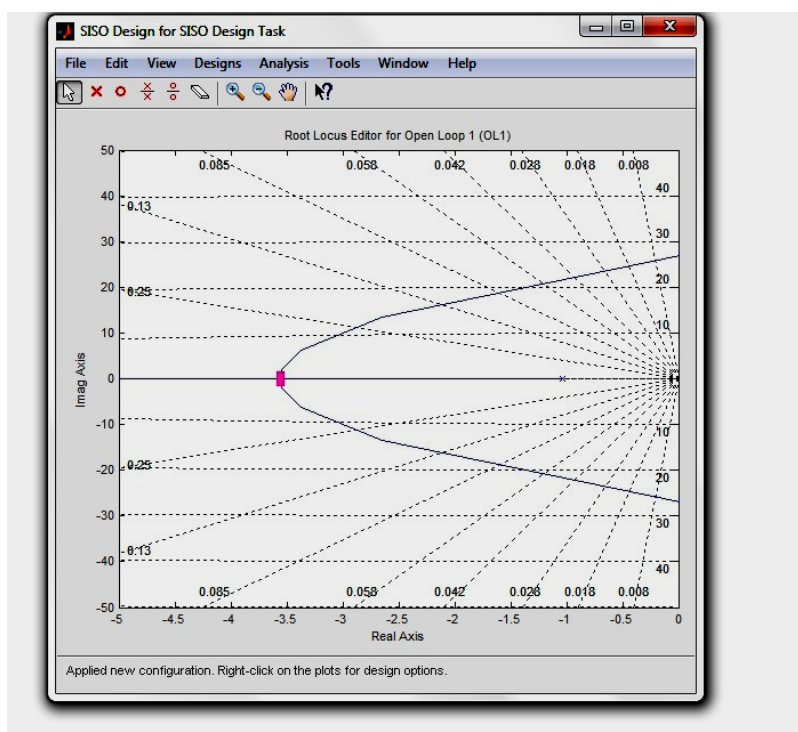 SISO Design for SISO Design Task
File Edit View Designs Analysis Tools Window Help
Root Locus Editor for Open Loop 1 (OL1)
50
0.085 0.058 0.042 0.028 0.018 0.008
40 40
0.13
30 30
20 20
0.25
10 10
0
Imag Axis
-10 10
-20 20
0.25
-30 30
-40 40
0.13
0.085 0.058 0.042 0.028 0.018 0.008
-50
-5 -4.5 -4 -3.5 -3 -2.5 -2 -1.5 -1 -0.5 0
Real Axis
Applied new configuration. Right-click on the plots for design options.